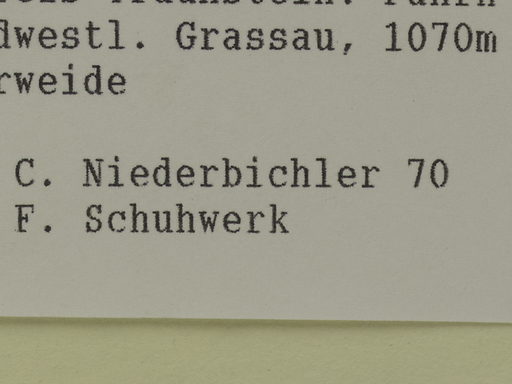 dwestl. Grassau, 1070m
rweide
C. Niederbichler 70
F. Schuhwerk